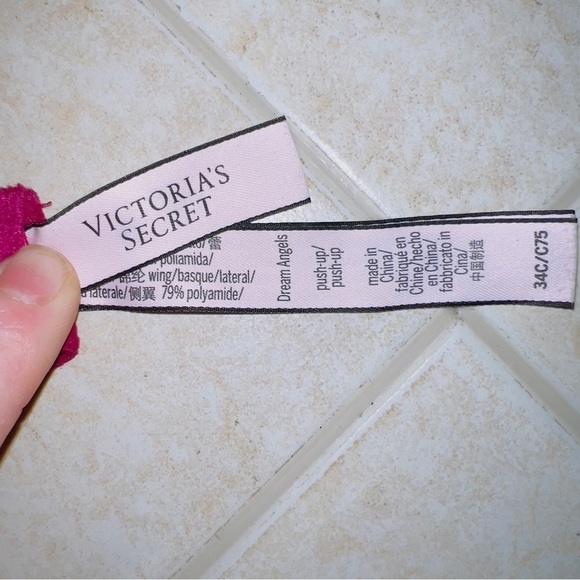 VICTORIA'S
SECRET
poliamida/
wing/basque/lateral/
laterale/侧翼 79% polyamide/
Dream Angels
push-up/
push-up
made in
China/
fabriqué en
Chine/hecho
en China/
fabbricato in
Cina/
中国制造
34C/C75